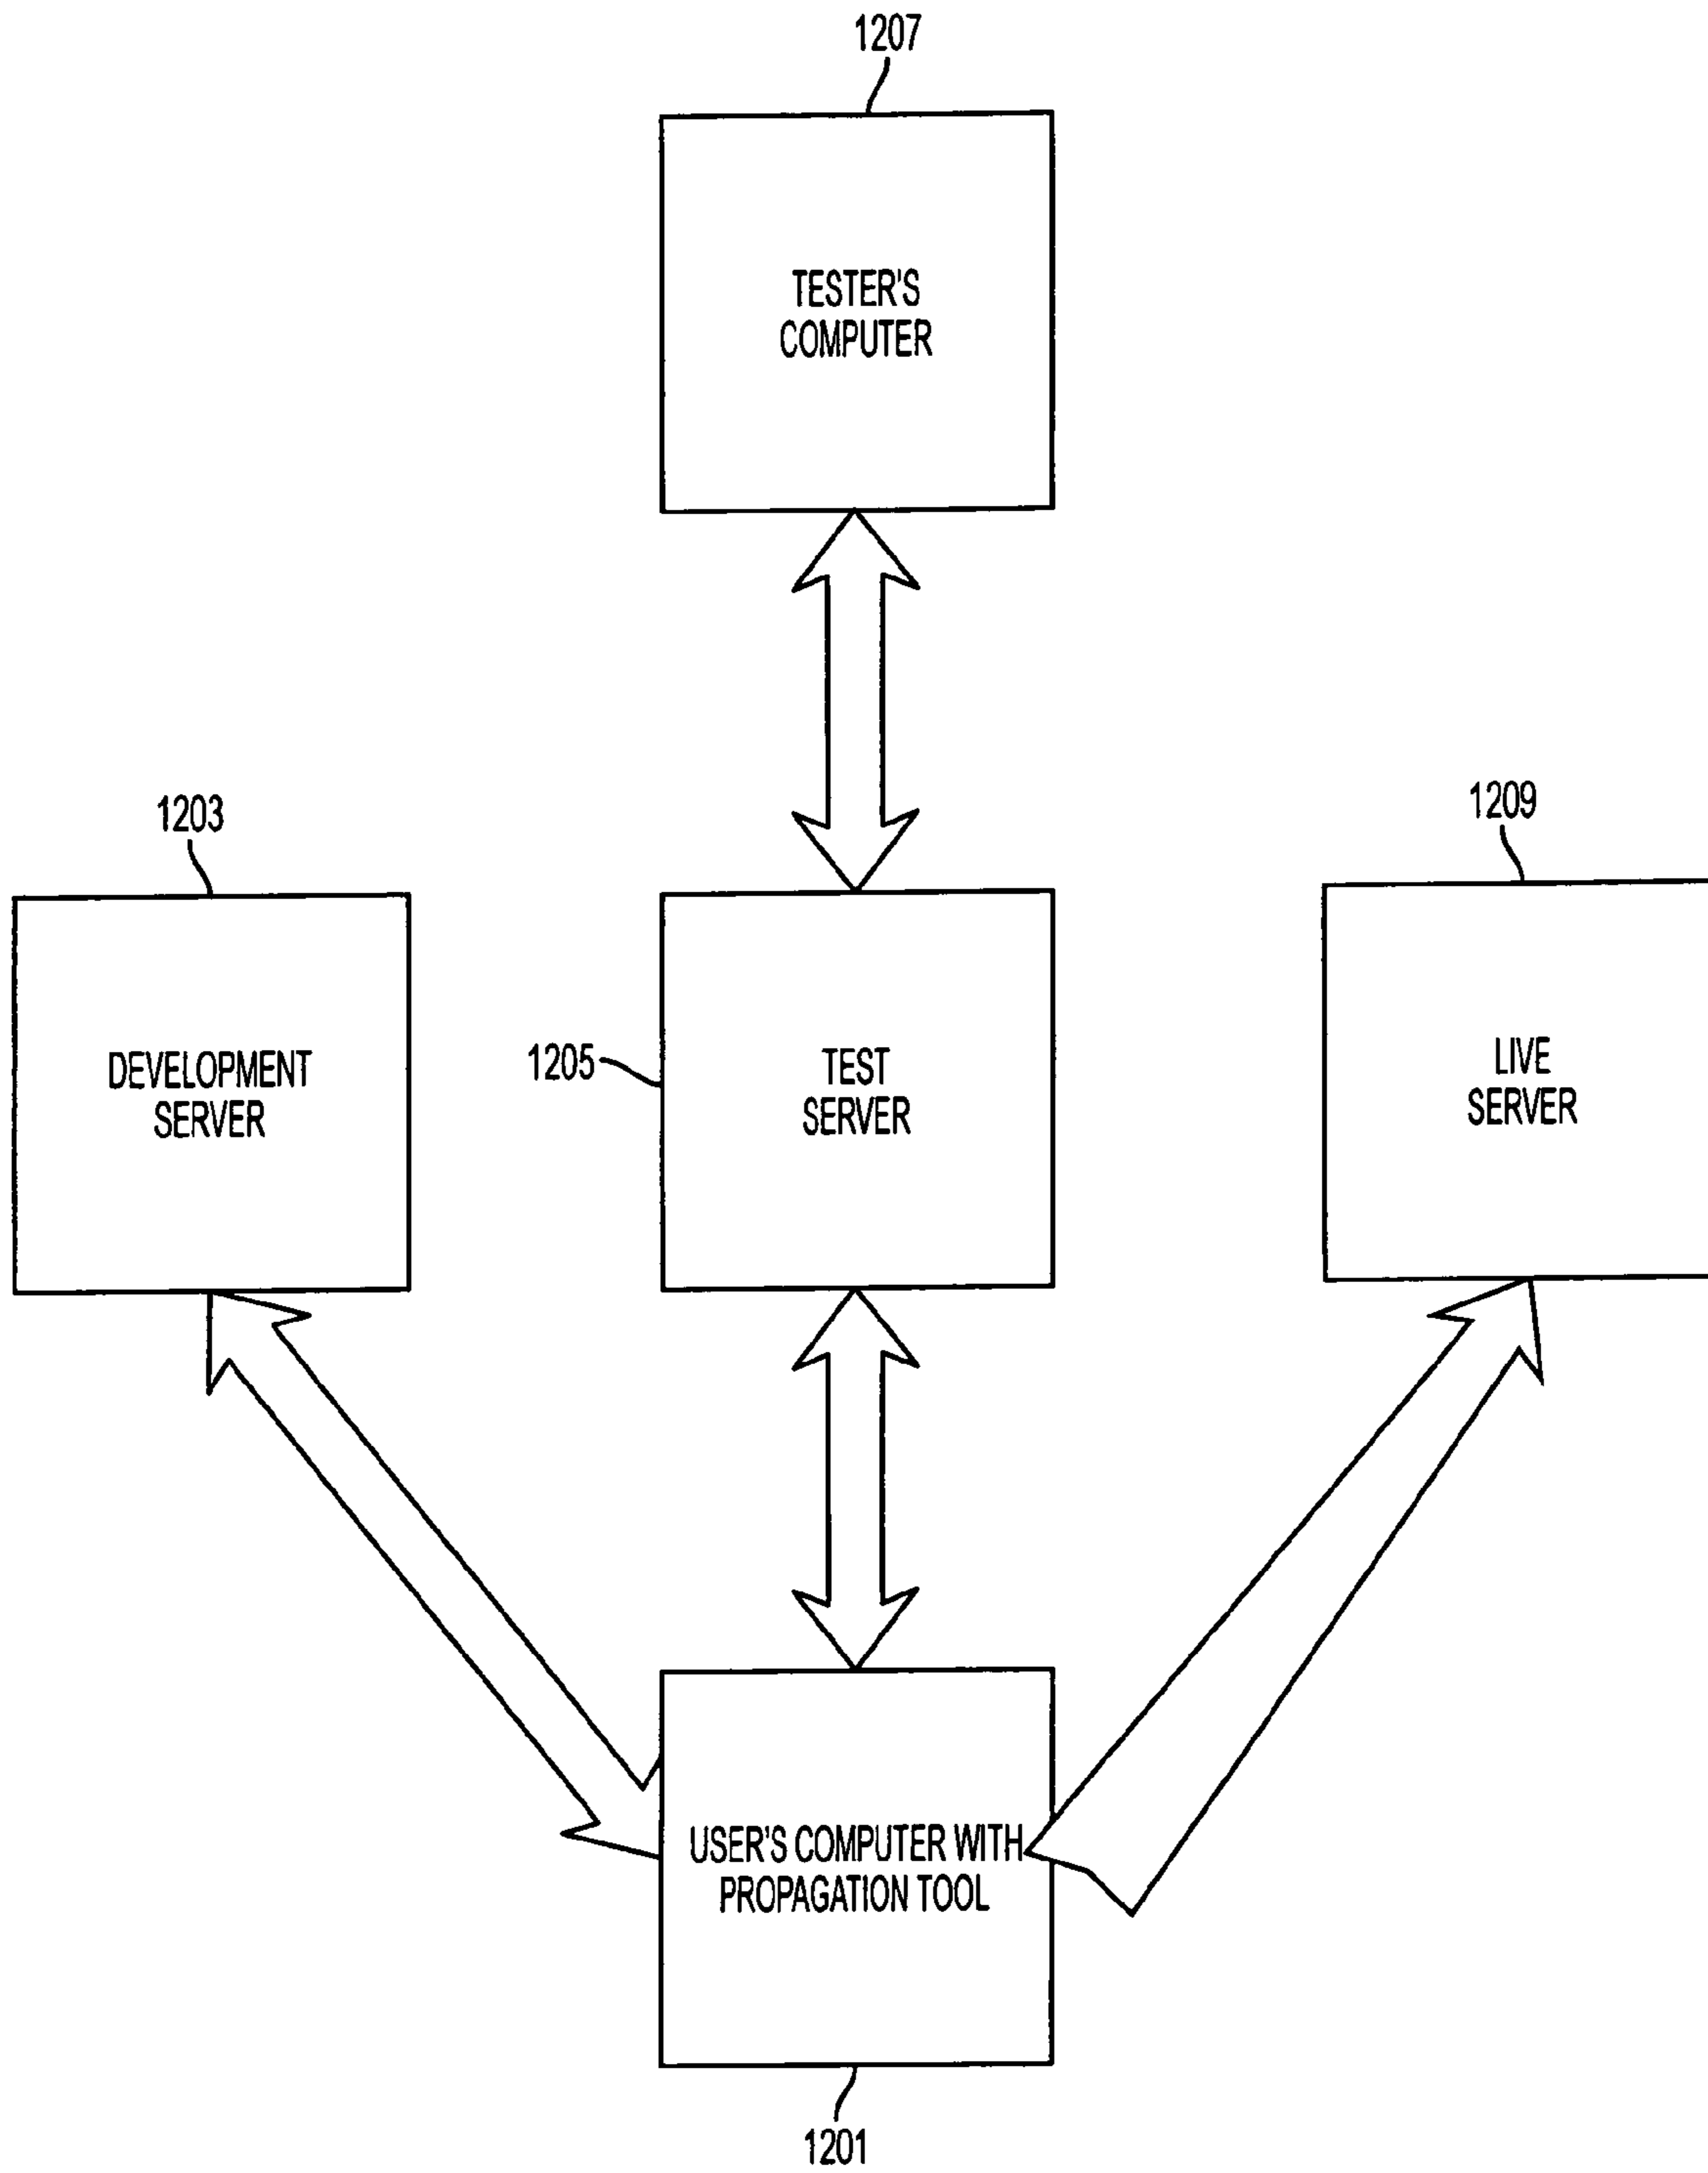 1207
TESTER'S
COMPUTER
1203
1209
DEVELOPMENT
SERVER
1205
TEST
SERVER
LIVE
SERVER
USER'S COMPUTER WITH
PROPAGATION TOOL
1201